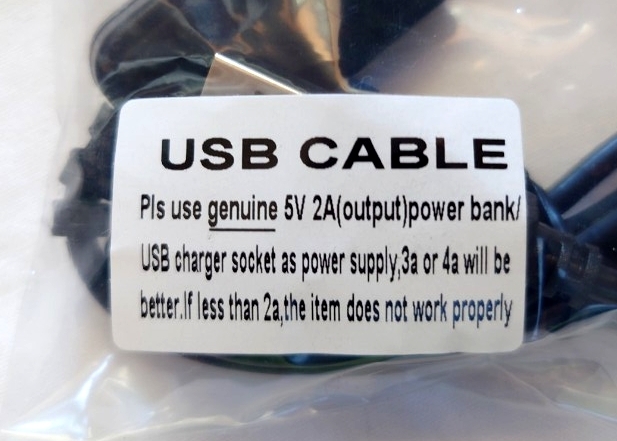 USB CABLE
Pls use genuine 5V 2A(output)power bank/
USB charger socket as power supply,3a or 4a will be
better.If less than 2a,the item does not work properly